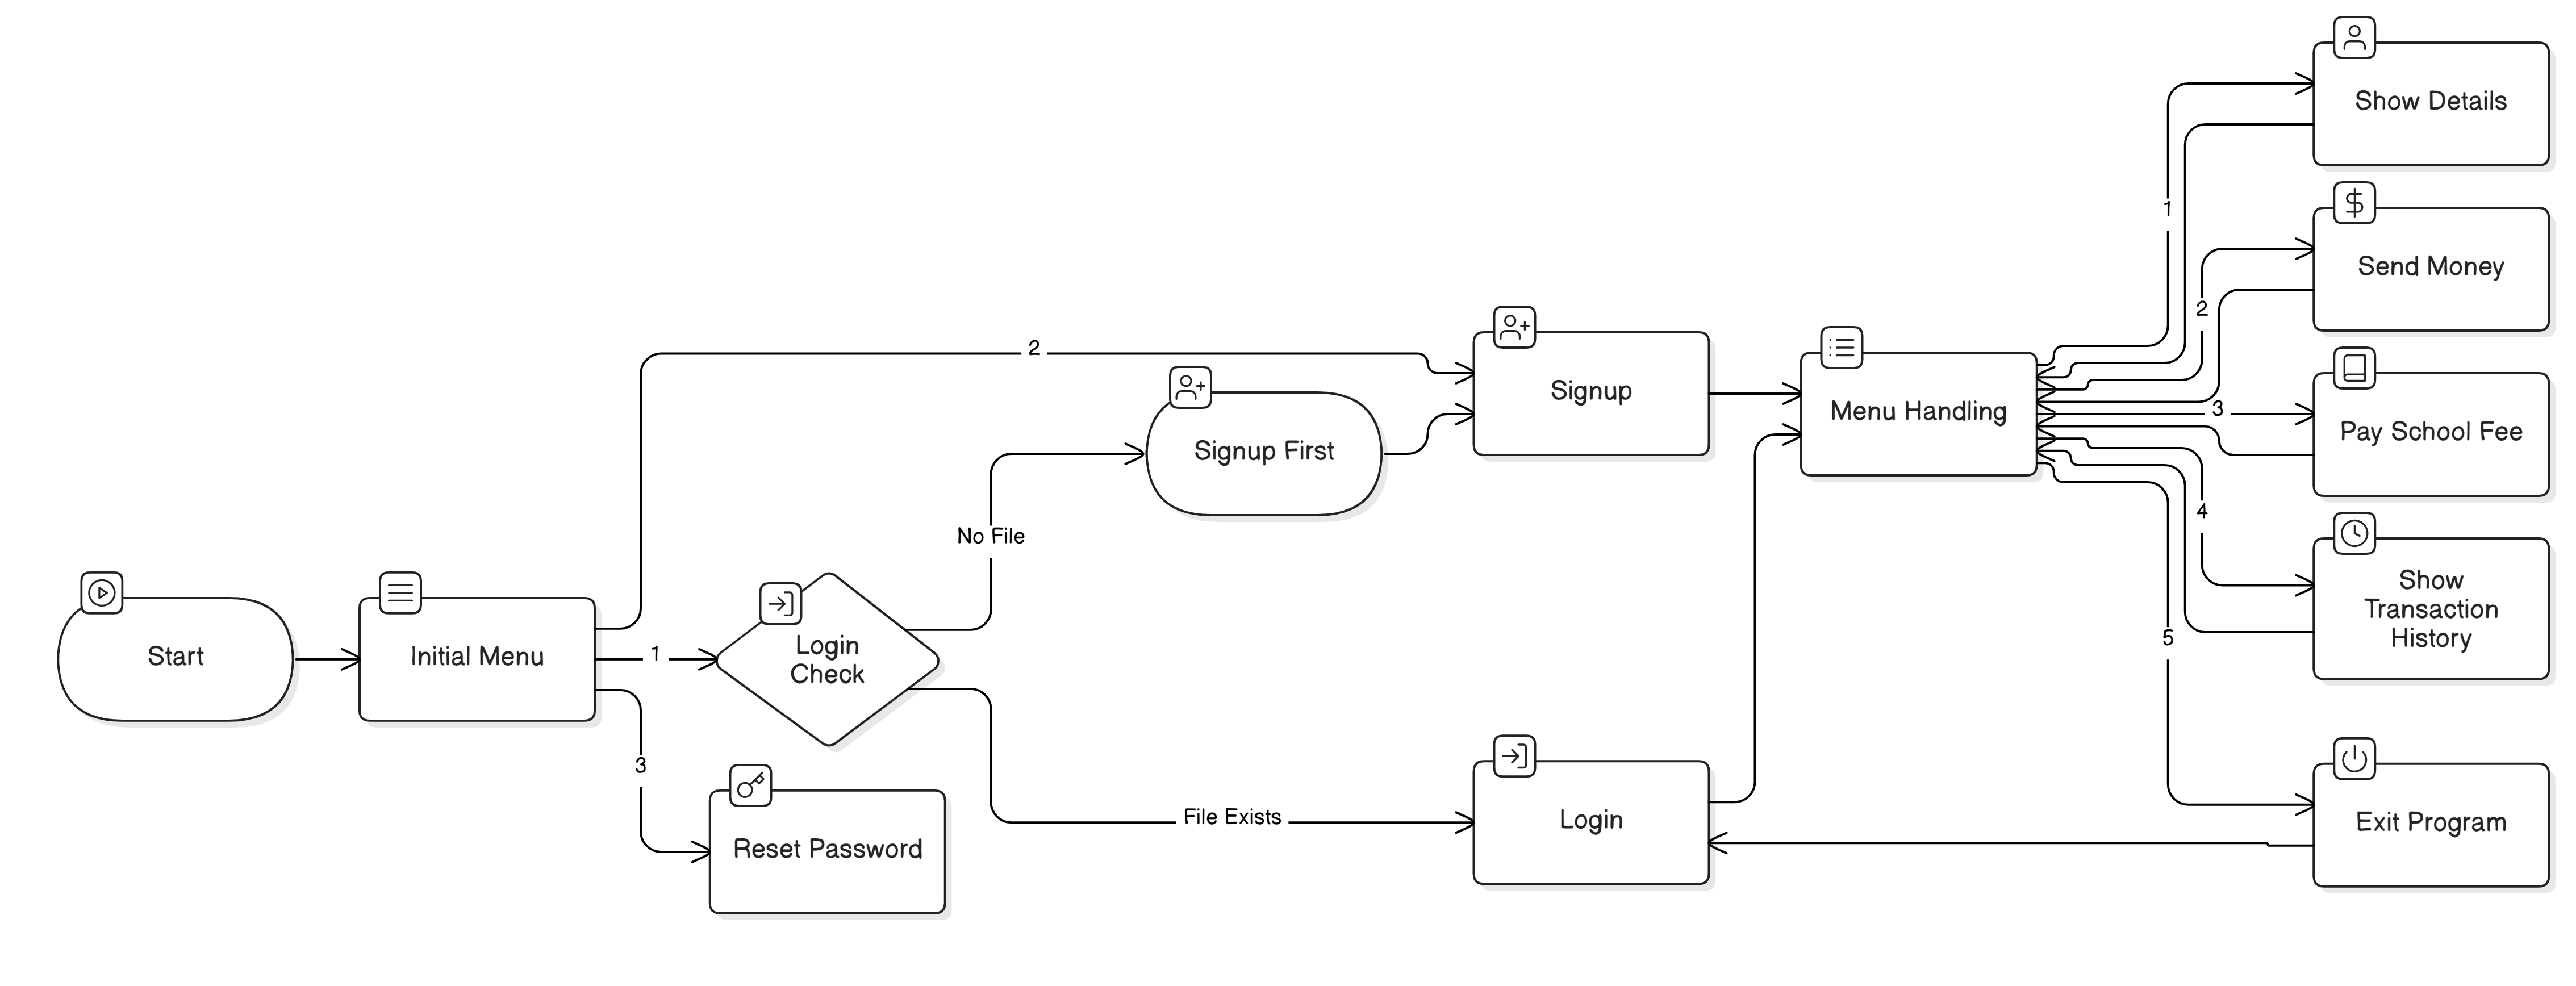 Show Details
1
Send Money
2
2
Signup
Menu Handling
3
Pay School Fee
Signup First
4
No File
Show
Transaction
History
Start
Initial Menu
1
Login
Check
5
3
File Exists
Login
Exit Program
Reset Password